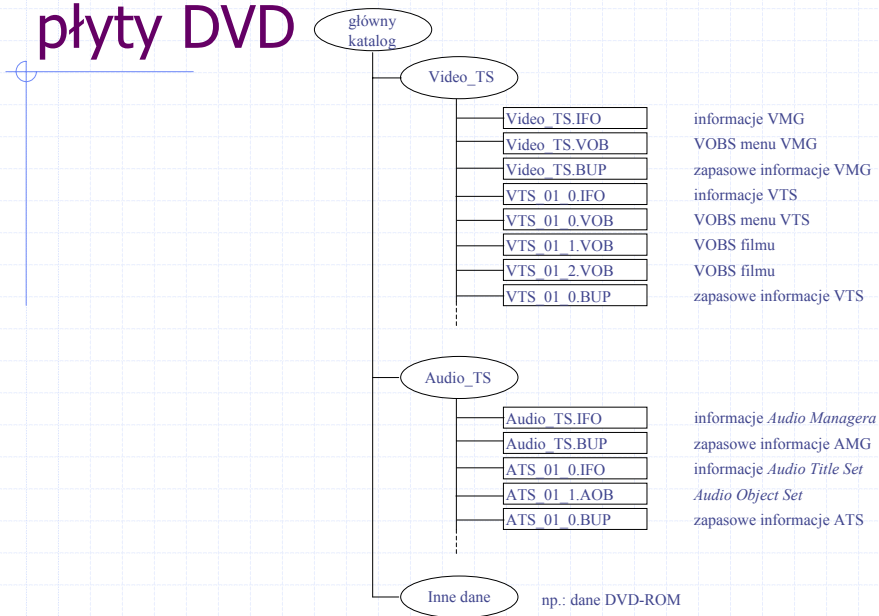 płyty DVD
główny
katalog
Video_TS
Video_TS.IFO informacje VMG
Video_TS.VOB VOBS menu VMG
Video_TS.BUP zapasowe informacje VMG
VTS_01_0.IFO informacje VTS
VTS_01_0.VOB VOBS menu VTS
VTS_01_1.VOB VOBS filmu
VTS_01_2.VOB VOBS filmu
VTS_01_0.BUP zapasowe informacje VTS
Audio_TS
Audio_TS.IFO informacje Audio Managera
Audio_TS.BUP zapasowe informacje AMG
ATS_01_0.IFO informacje Audio Title Set
ATS_01_1.AOB Audio Object Set
ATS_01_0.BUP zapasowe informacje ATS
Inne dane np.: dane DVD-ROM